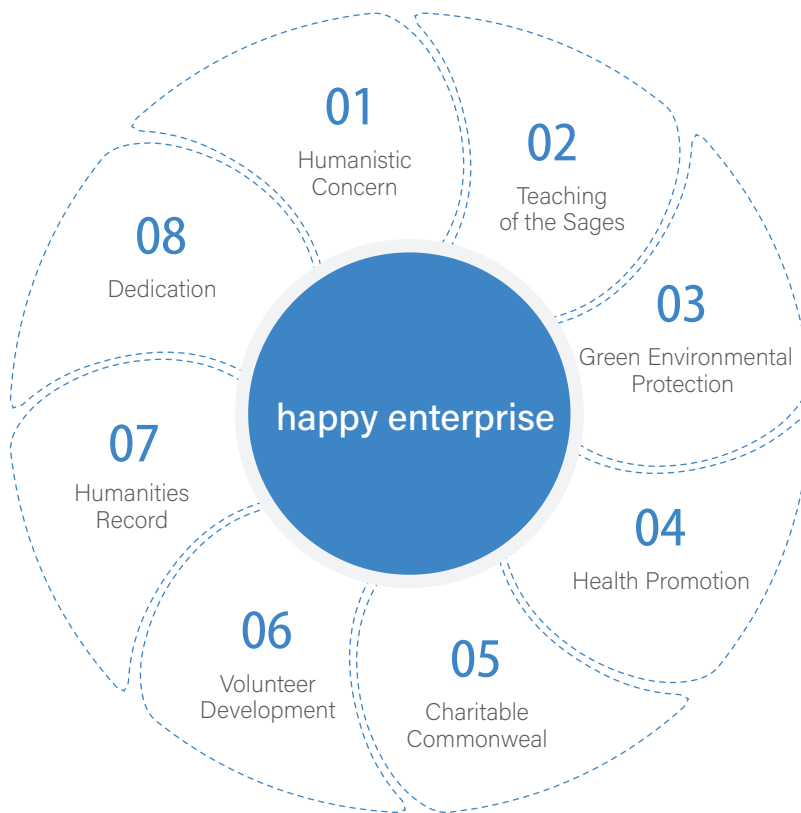 01
Humanistic
Concern
02
Teaching
of the Sages
03
Green Environmental
Protection
04
Health Promotion
05
Charitable
Commonweal
06
Volunteer
Development
07
Humanities
Record
08
Dedication
happy enterprise